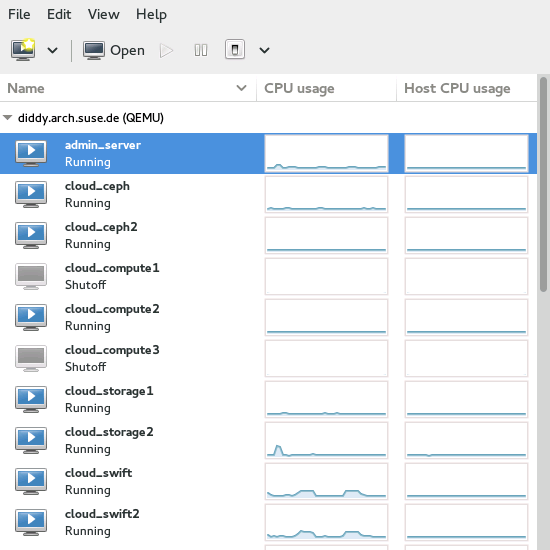 File Edit View Help
Open
Name CPU usage Host CPU usage
diddy.arch.suse.de (QEMU)
admin_server
Running
cloud_ceph
Running
cloud_ceph2
Running
cloud_compute1
Shutoff
cloud_compute2
Running
cloud_compute3
Shutoff
cloud_storage1
Running
cloud_storage2
Running
cloud_swift
Running
cloud_swift2
Running